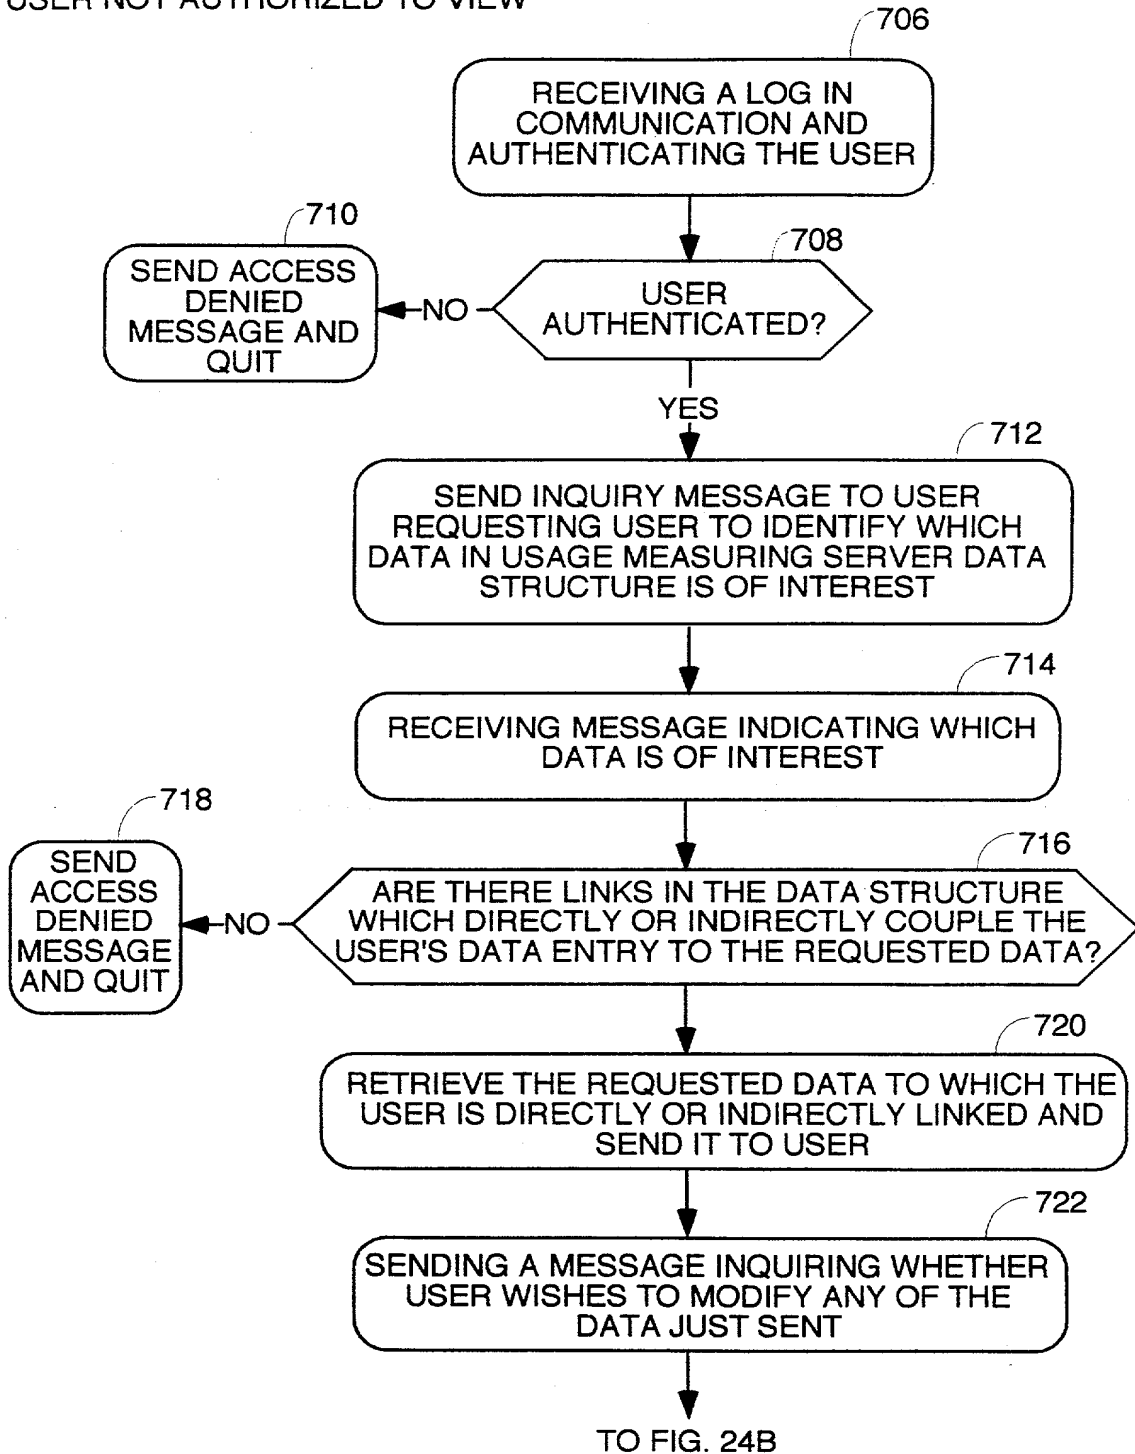 USER NOT AUTHORIZED TO VIEW
706
RECEIVING A LOG IN
COMMUNICATION AND
AUTHENTICATING THE USER
710
SEND ACCESS
DENIED
MESSAGE AND
QUIT
NO
708
USER
AUTHENTICATED?
YES
712
SEND INQUIRY MESSAGE TO USER
REQUESTING USER TO IDENTIFY WHICH
DATA IN USAGE MEASURING SERVER DATA
STRUCTURE IS OF INTEREST
714
RECEIVING MESSAGE INDICATING WHICH
DATA IS OF INTEREST
718
SEND
ACCESS
DENIED
MESSAGE
AND QUIT
NO
716
ARE THERE LINKS IN THE DATA STRUCTURE
WHICH DIRECTLY OR INDIRECTLY COUPLE THE
USER'S DATA ENTRY TO THE REQUESTED DATA?
720
RETRIEVE THE REQUESTED DATA TO WHICH THE
USER IS DIRECTLY OR INDIRECTLY LINKED AND
SEND IT TO USER
722
SENDING A MESSAGE INQUIRING WHETHER
USER WISHES TO MODIFY ANY OF THE
DATA JUST SENT
TO FIG. 24B